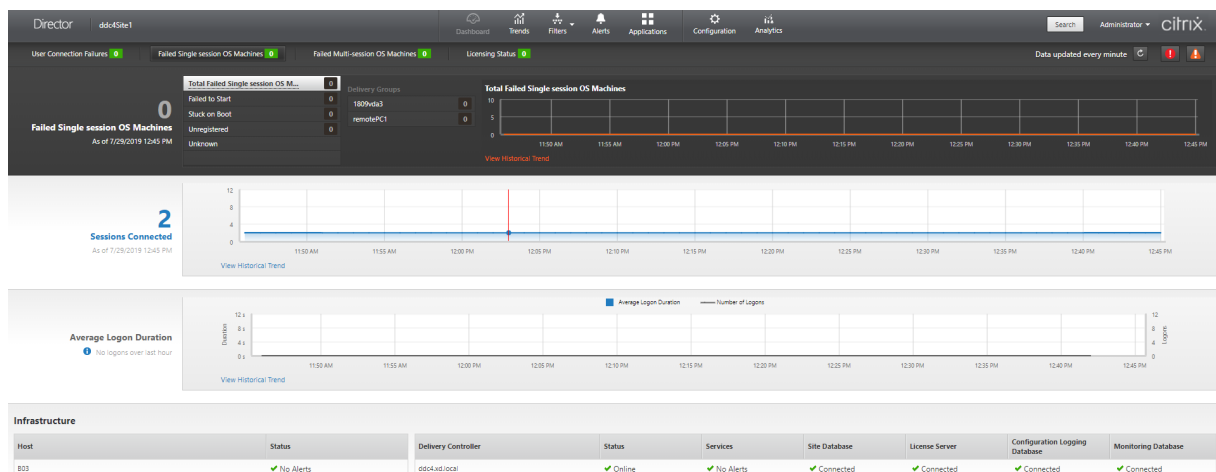 Director ddc4Site1 Dashboard Trends Filters Alerts Applications Configuration Analytics Search Administrator citrix
User Connection Failures 0 Failed Single session OS Machines 0 Failed Multi-session OS Machines 0 Licensing Status 0 Data updated every minute
0
Failed Single session OS Machines
As of 7/29/2019 12:45 PM
Total Failed Single session OS M... 0
Failed to Start 0
Stuck on Boot 0
Unregistered 0
Unknown
Delivery Groups
1809vda3 0
remotePC1 0
Total Failed Single session OS Machines
10
5
0
11:50 AM 11:55 AM 12:00 PM 12:05 PM 12:10 PM 12:15 PM 12:20 PM 12:25 PM 12:30 PM 12:35 PM 12:40 PM 12:45 PM
View Historical Trend
2
Sessions Connected
As of 7/29/2019 12:45 PM
12
8
4
0
11:50 AM 11:55 AM 12:00 PM 12:05 PM 12:10 PM 12:15 PM 12:20 PM 12:25 PM 12:30 PM 12:35 PM 12:40 PM 12:45 PM
View Historical Trend
Average Logon Duration
No logons over last hour
Average Logon Duration Number of Logons
Duration
12 s
8 s
4 s
0 s
12
8
4
0
Logons
11:50 AM 11:55 AM 12:00 PM 12:05 PM 12:10 PM 12:15 PM 12:20 PM 12:25 PM 12:30 PM 12:35 PM 12:40 PM 12:45 PM
View Historical Trend
Infrastructure
Host Status
B03 No Alerts
Delivery Controller Status Services Site Database License Server Configuration Logging Database Monitoring Database
ddc4.xd.local Online No Alerts Connected Connected Connected Connected